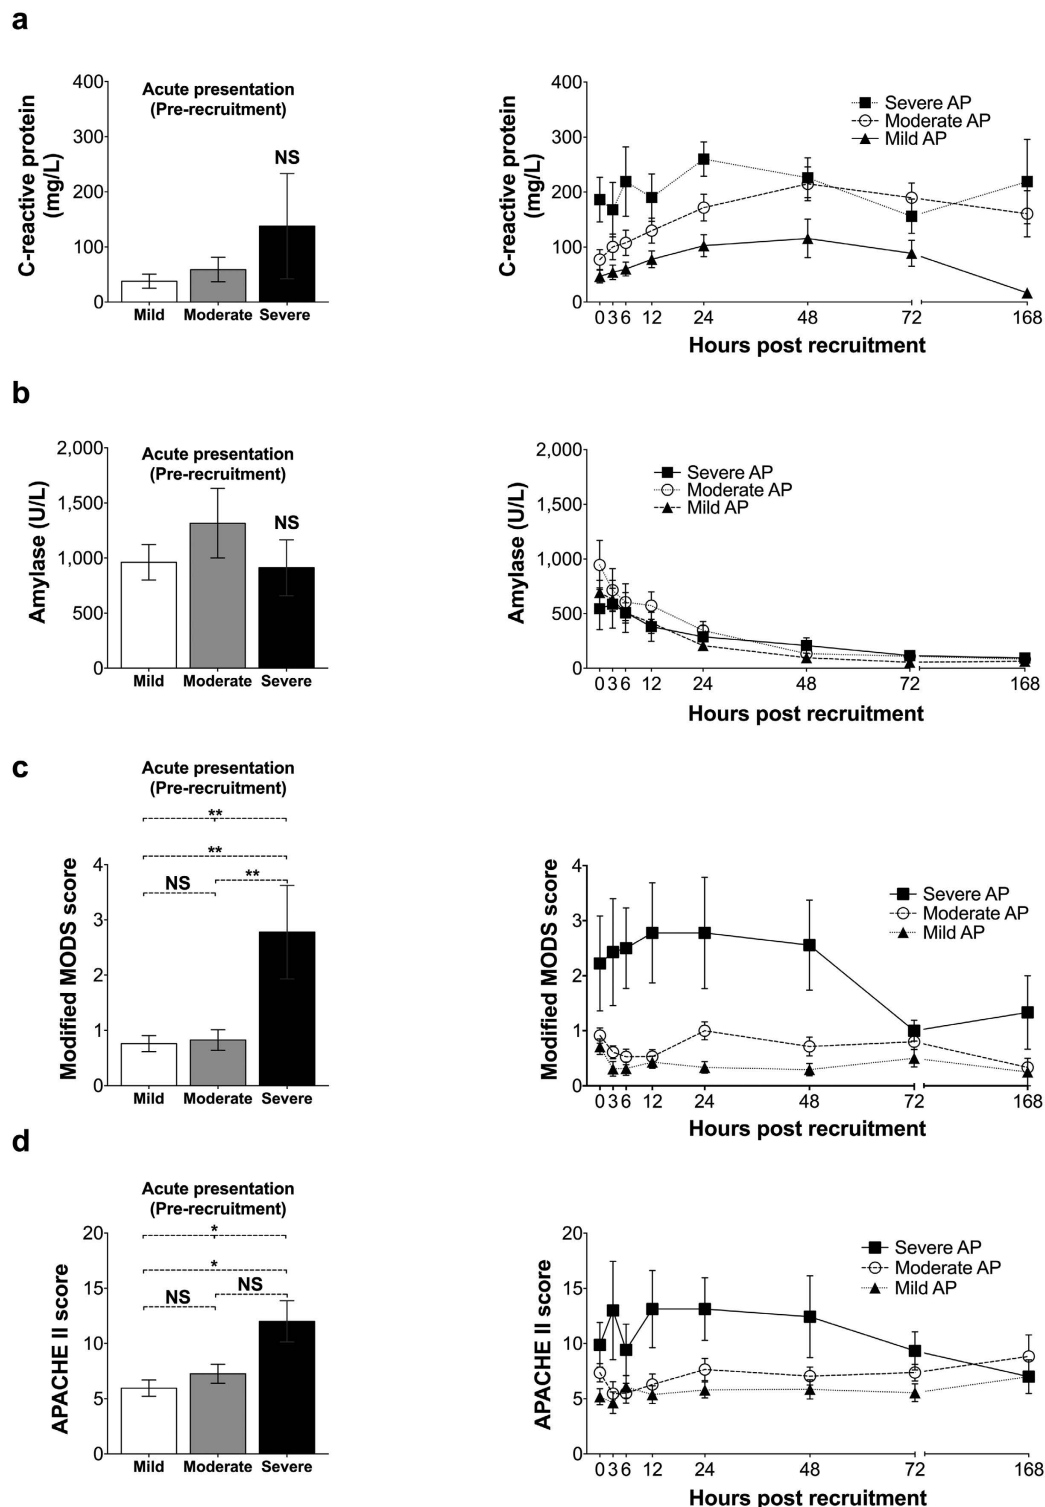 a
Acute presentation
(Pre-recruitment)
C-reactive protein
(mg/L)
400
300
200
100
0
NS
Mild Moderate Severe
C-reactive protein
(mg/L)
400
300
200
100
0
Severe AP
Moderate AP
Mild AP
0 3 6 12 24 48 72 168
Hours post recruitment
b
Acute presentation
(Pre-recruitment)
Amylase (U/L)
2,000
1,500
1,000
500
0
NS
Mild Moderate Severe
Amylase (U/L)
2,000
1,500
1,000
500
0
Severe AP
Moderate AP
Mild AP
0 3 6 12 24 48 72 168
Hours post recruitment
c
Acute presentation
(Pre-recruitment)
**
**
NS **
Modified MODS score
4
3
2
1
0
Mild Moderate Severe
Modified MODS score
4
3
2
1
0
Severe AP
Moderate AP
Mild AP
0 3 6 12 24 48 72 168
Hours post recruitment
d
Acute presentation
(Pre-recruitment)
*
*
NS
NS
APACHE II score
20
15
10
5
0
Mild Moderate Severe
APACHE II score
20
15
10
5
0
Severe AP
Moderate AP
Mild AP
0 3 6 12 24 48 72 168
Hours post recruitment